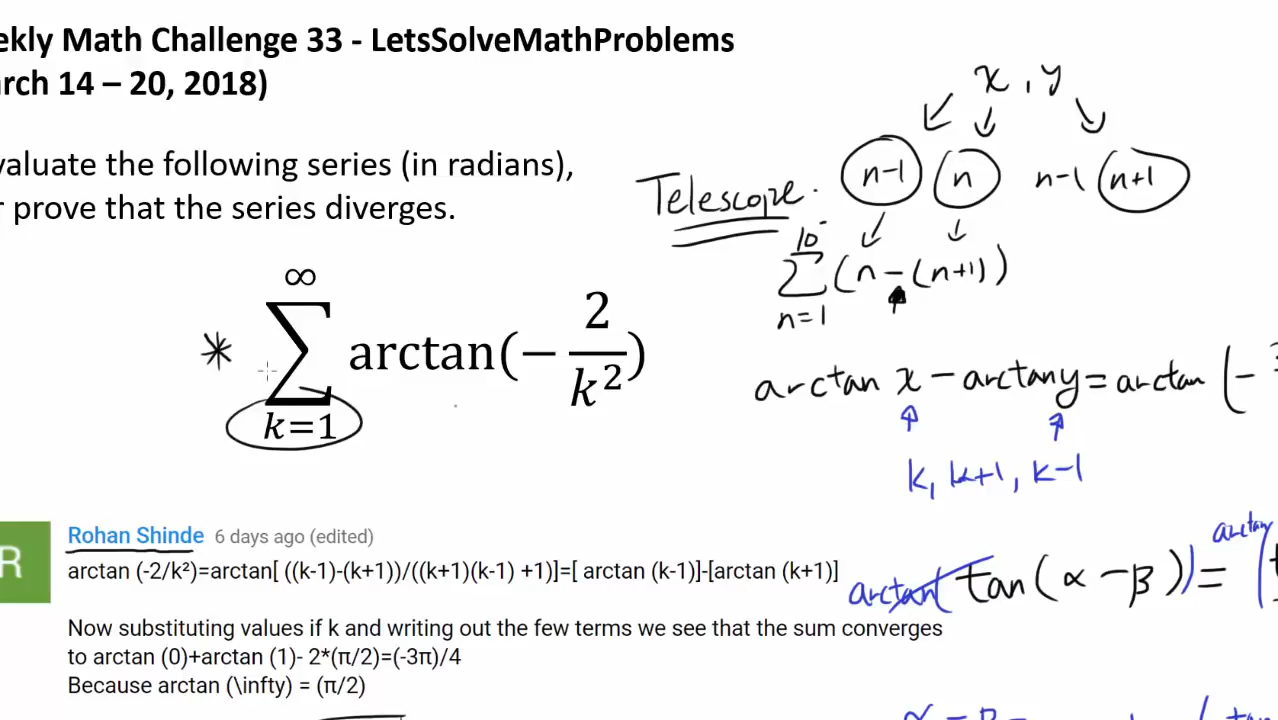 ekly Math Challenge 33 - LetsSolveMathProblems
arch 14 – 20, 2018)
valuate the following series (in radians),
r prove that the series diverges.
* ∞ ∑ k=1 arctan(− 2/k²)
x, y
n-1 n n-1 n+1
Telescope.
10 ∑ n=1 (n-(n+1))
arctan x - arctan y = arctan (-
k, k+1, k-1
R
Rohan Shinde 6 days ago (edited)
arctan (-2/k²)=arctan[ ((k-1)-(k+1))/((k+1)(k-1) +1)]=[ arctan (k-1)]-[arctan (k+1)]
arctan
arctan( tan(α-β)) = (
Now substituting values if k and writing out the few terms we see that the sum converges
to arctan (0)+arctan (1)- 2*(π/2)=(-3π)/4
Because arctan (\infty) = (π/2)